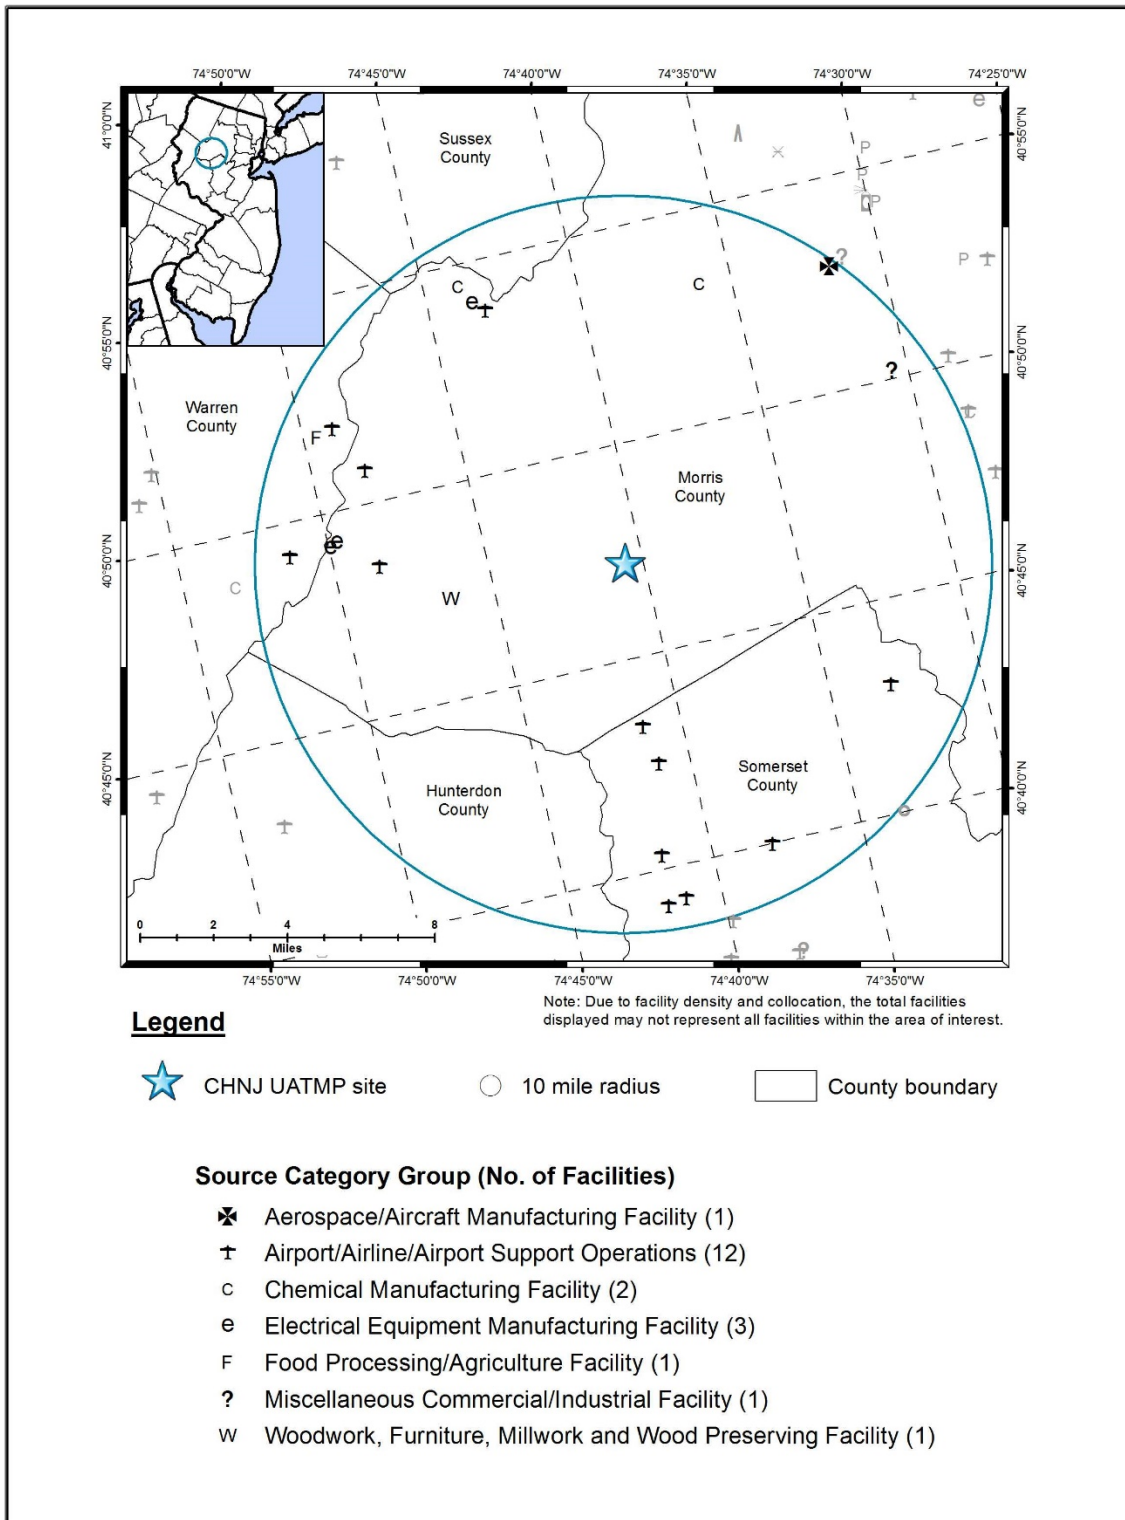 74°50'0"W 74°45'0"W 74°40'0"W 74°35'0"W 74°30'0"W 74°25'0"W
41°0'0"N
40°55'0"N
Sussex
County
e
P
P
P
P
?
C
C
e
40°55'0"N
40°50'0"N
?
Warren
County
F
C
Morris
County
e
e
40°50'0"N
40°45'0"N
C
W
40°45'0"N
40°40'0"N
Hunterdon
County
Somerset
County
0 4 8
0 2 4 8
Miles
74°55'0"W 74°50'0"W 74°45'0"W 74°40'0"W 74°35'0"W
Note: Due to facility density and collocation, the total facilities
displayed may not represent all facilities within the area of interest.
Legend
CHNJ UATMP site
10 mile radius
County boundary
Source Category Group (No. of Facilities)
Aerospace/Aircraft Manufacturing Facility (1)
Airport/Airline/Airport Support Operations (12)
C Chemical Manufacturing Facility (2)
e Electrical Equipment Manufacturing Facility (3)
F Food Processing/Agriculture Facility (1)
? Miscellaneous Commercial/Industrial Facility (1)
W Woodwork, Furniture, Millwork and Wood Preserving Facility (1)